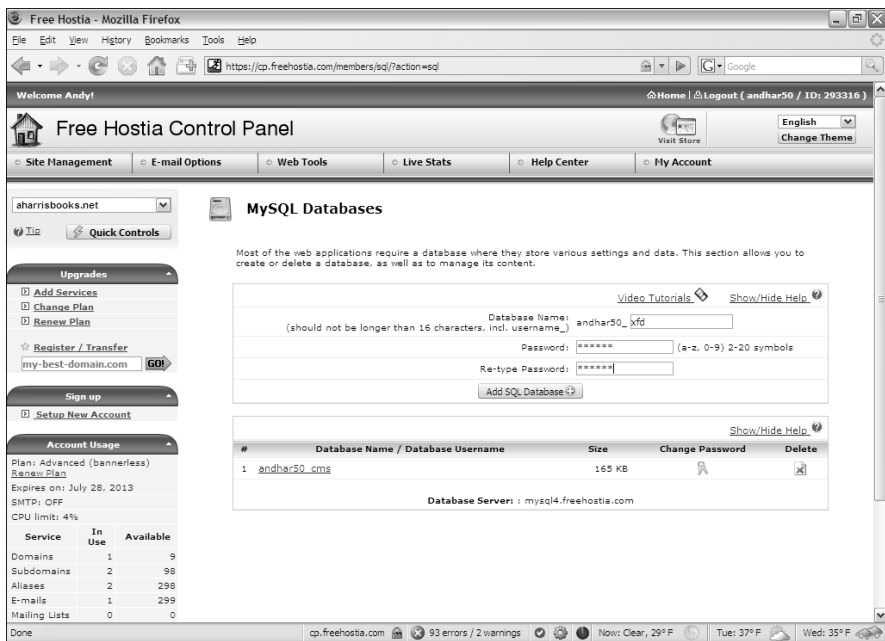 Free Hostia - Mozilla Firefox
File Edit View History Bookmarks Tools Help
https://cp.freehostia.com/members/sql/?action=sql
G Google
Welcome Andy!
Home | Logout ( andhar50 / ID: 293316 )
Free Hostia Control Panel
Visit Store
English
Change Theme
Site Management E-mail Options Web Tools Live Stats Help Center My Account
aharrisbooks.net
Tip Quick Controls
Upgrades
Add Services
Change Plan
Renew Plan
Register / Transfer
my-best-domain.com GO!
Sign up
Setup New Account
Account Usage
Plan: Advanced (bannerless)
Renew Plan
Expires on: July 28, 2013
SMTP: OFF
CPU limit: 4%
Service In Use Available
Domains 1 9
Subdomains 2 98
Aliases 2 298
E-mails 1 299
Mailing Lists 0 0
MySQL Databases
Most of the web applications require a database where they store various settings and data. This section allows you to
create or delete a database, as well as to manage its content.
Video Tutorials Show/Hide Help
Database Name:
(should not be longer than 16 characters, incl. username_) andhar50_ xfd
Password: ****** (a-z, 0-9) 2-20 symbols
Re-type Password: ******
Add SQL Database
Show/Hide Help
# Database Name / Database Username Size Change Password Delete
1 andhar50_cms 165 KB
Database Server: : mysql4.freehostia.com
Done cp.freehostia.com 93 errors / 2 warnings Now: Clear, 29° F Tue: 37° F Wed: 35° F